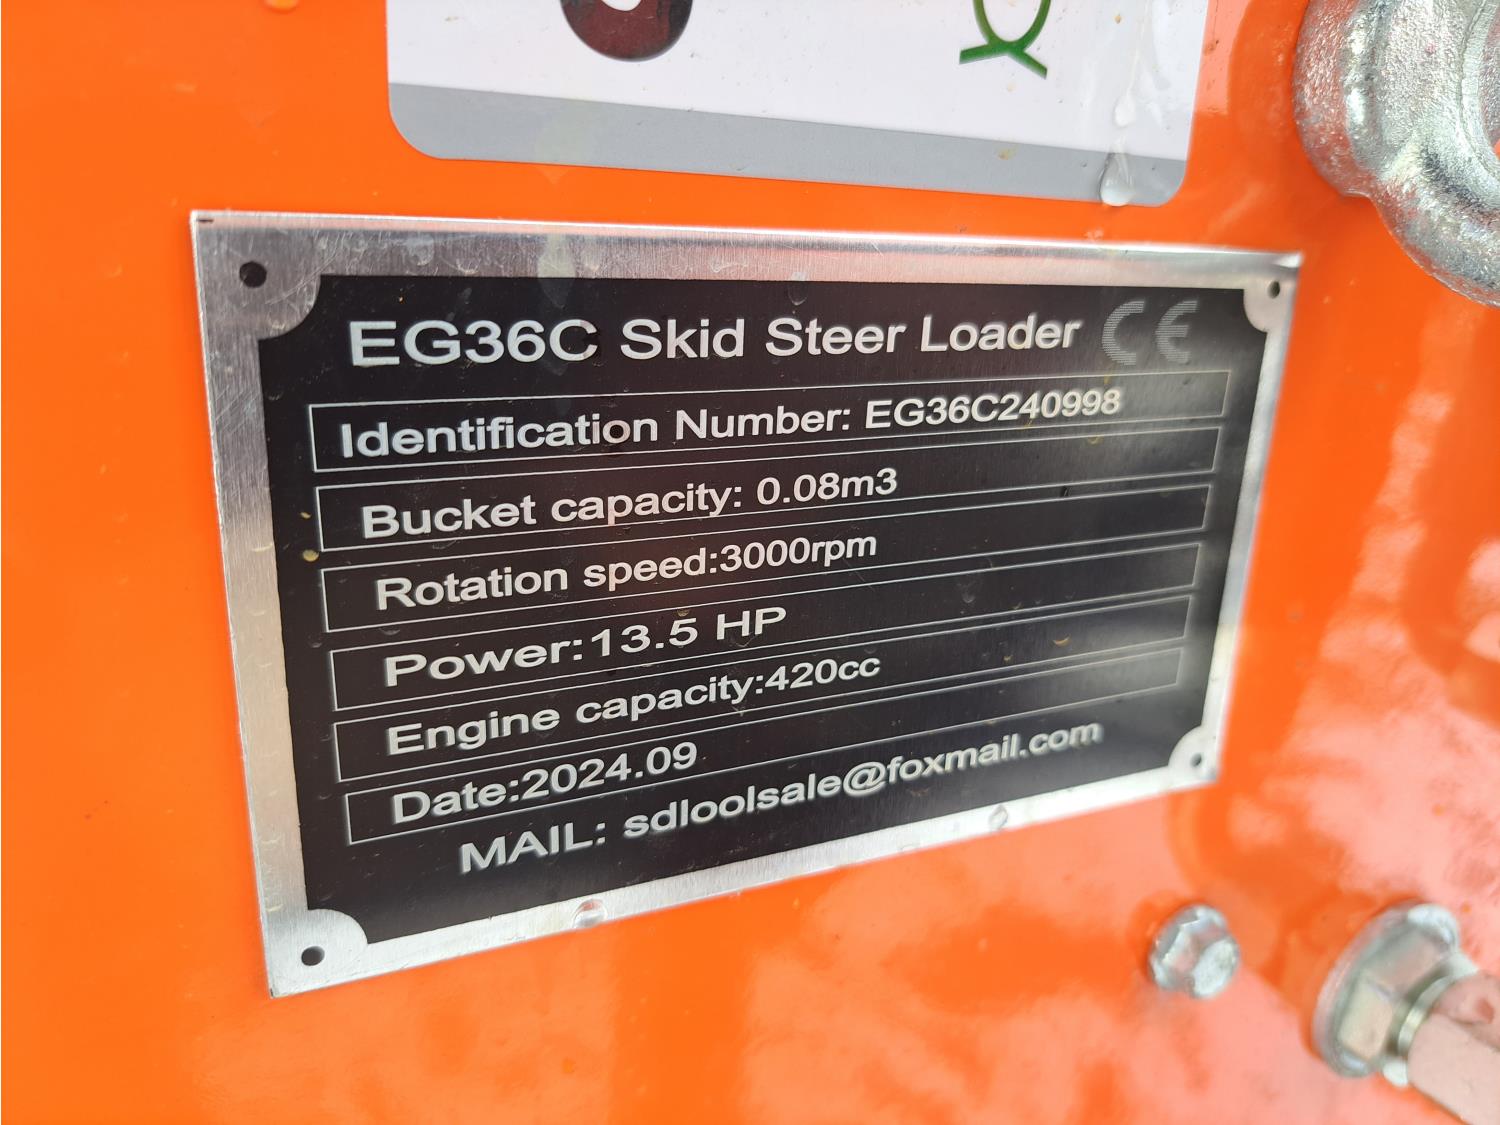 EG36C Skid Steer Loader CE
Identification Number: EG36C240998
Bucket capacity: 0.08m3
Rotation speed:3000rpm
Power:13.5 HP
Engine capacity:420cc
Date:2024.09
MAIL: sdloolsale@foxmail.com